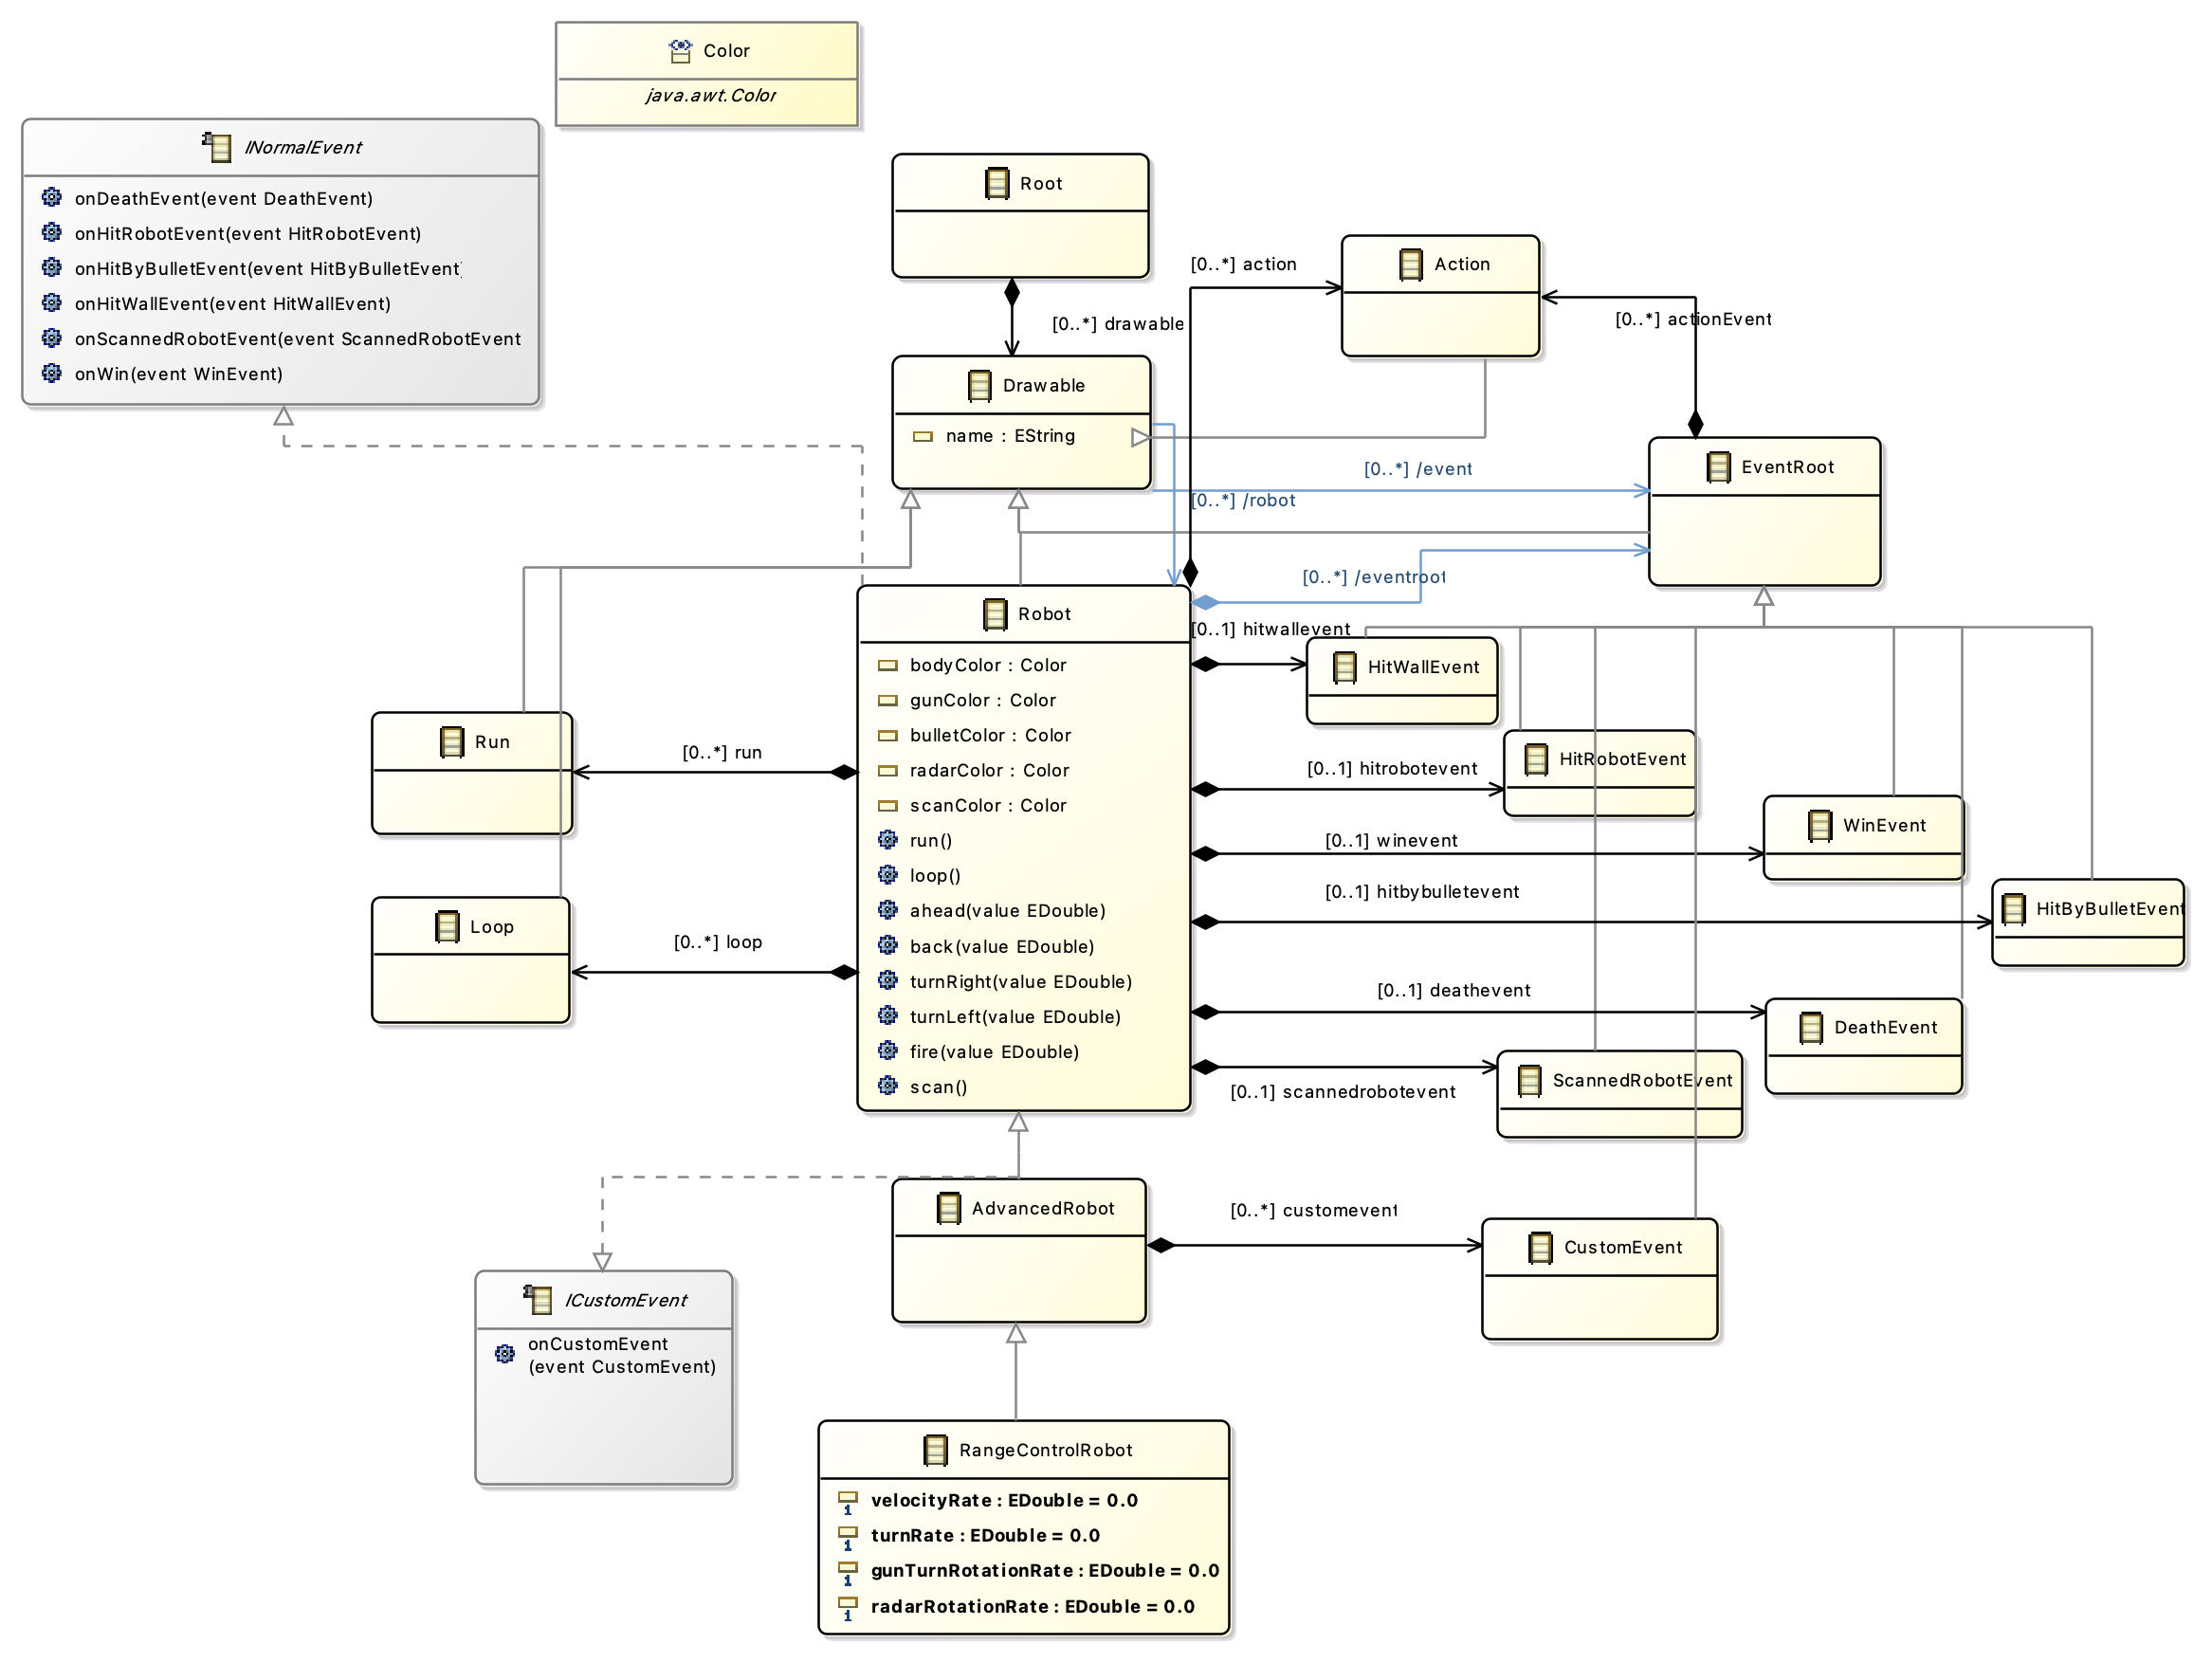 Color
java.awt.Color
INormalEvent
onDeathEvent(event DeathEvent)
onHitRobotEvent(event HitRobotEvent)
onHitByBulletEvent(event HitByBulletEvent)
onHitWallEvent(event HitWallEvent)
onScannedRobotEvent(event ScannedRobotEvent
onWin(event WinEvent)
Root
[0..*] drawable
Drawable
name : EString
[0..*] action
Action
[0..*] actionEvent
EventRoot
[0..*] /event
[0..*] /robot
[0..*] /eventroot
Robot
bodyColor : Color
gunColor : Color
bulletColor : Color
radarColor : Color
scanColor : Color
run()
loop()
ahead(value EDouble)
back(value EDouble)
turnRight(value EDouble)
turnLeft(value EDouble)
fire(value EDouble)
scan()
Run
[0..*] run
Loop
[0..*] loop
[0..1] hitwallevent
HitWallEvent
[0..1] hitrobotevent
HitRobotEvent
[0..1] winevent
WinEvent
[0..1] hitbybulletevent
HitByBulletEvent
[0..1] deathevent
DeathEvent
[0..1] scannedrobotevent
ScannedRobotEvent
AdvancedRobot
[0..*] customevent
CustomEvent
ICustomEvent
onCustomEvent
(event CustomEvent)
RangeControlRobot
velocityRate : EDouble = 0.0
turnRate : EDouble = 0.0
gunTurnRotationRate : EDouble = 0.0
radarRotationRate : EDouble = 0.0